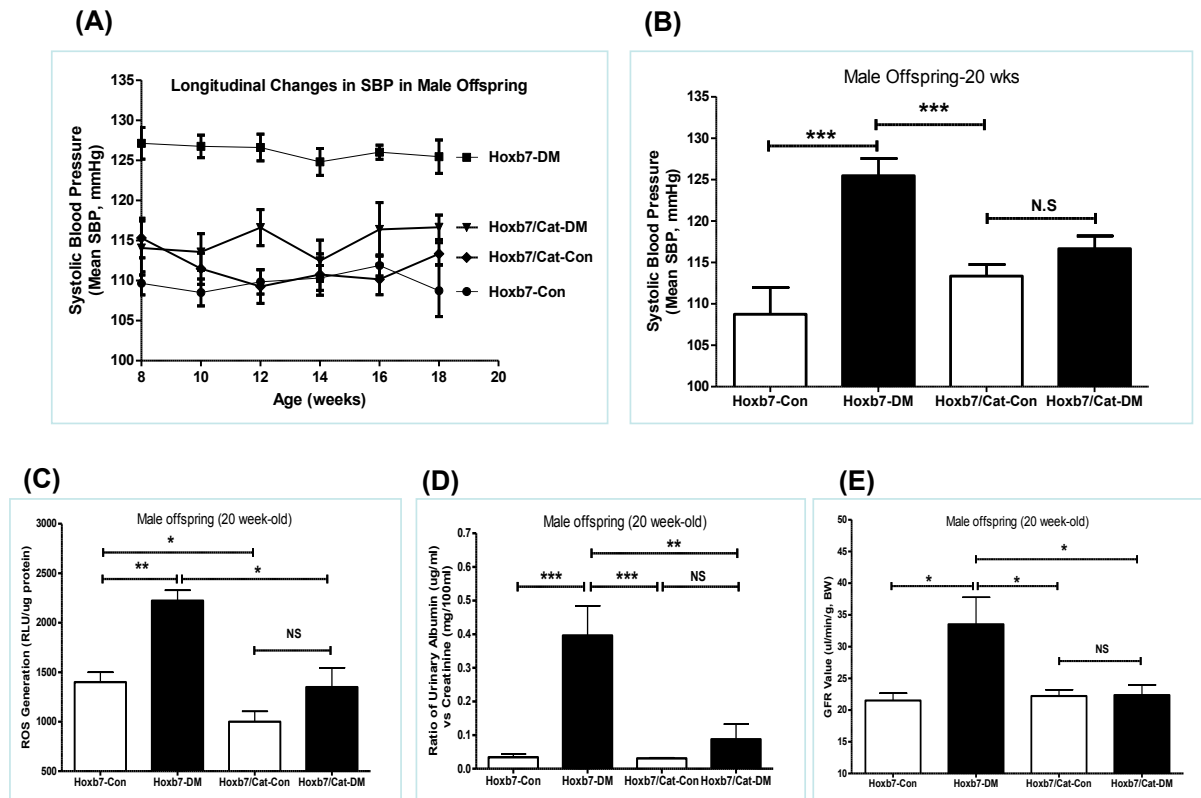 (A)
Longitudinal Changes in SBP in Male Offspring
Systolic Blood Pressure
(Mean SBP, mmHg)
135
130
125
120
115
110
105
100
8
10
12
14
16
18
20
Age (weeks)
Hoxb7-DM
Hoxb7/Cat-DM
Hoxb7/Cat-Con
Hoxb7-Con
(B)
Male Offspring-20 wks
Systolic Blood Pressure
(Mean SBP, mmHg)
135
130
125
120
115
110
105
100
***
***
N.S
Hoxb7-Con
Hoxb7-DM
Hoxb7/Cat-Con
Hoxb7/Cat-DM
(C)
Male offspring (20 week-old)
ROS Generation (RLU/ug protein)
3000
2500
2000
1500
1000
500
*
**
*
NS
Hoxb7-Con
Hoxb7-DM
Hoxb7/Cat-Con
Hoxb7/Cat-DM
(D)
Male offspring (20 week-old)
Ratio of Urinary Albumin (ug/ml)
vs Creatinine (mg/100ml)
0.7
0.6
0.5
0.4
0.3
0.2
0.1
0.0
**
***
***
NS
Hoxb7-Con
Hoxb7-DM
Hoxb7/Cat-Con
Hoxb7/Cat-DM
(E)
Male offspring (20 week-old)
GFR Value (ul/min/g, BW)
50
45
40
35
30
25
20
15
10
*
*
*
NS
Hoxb7-Con
Hoxb7-DM
Hoxb7/Cat-Con
Hoxb7/Cat-DM